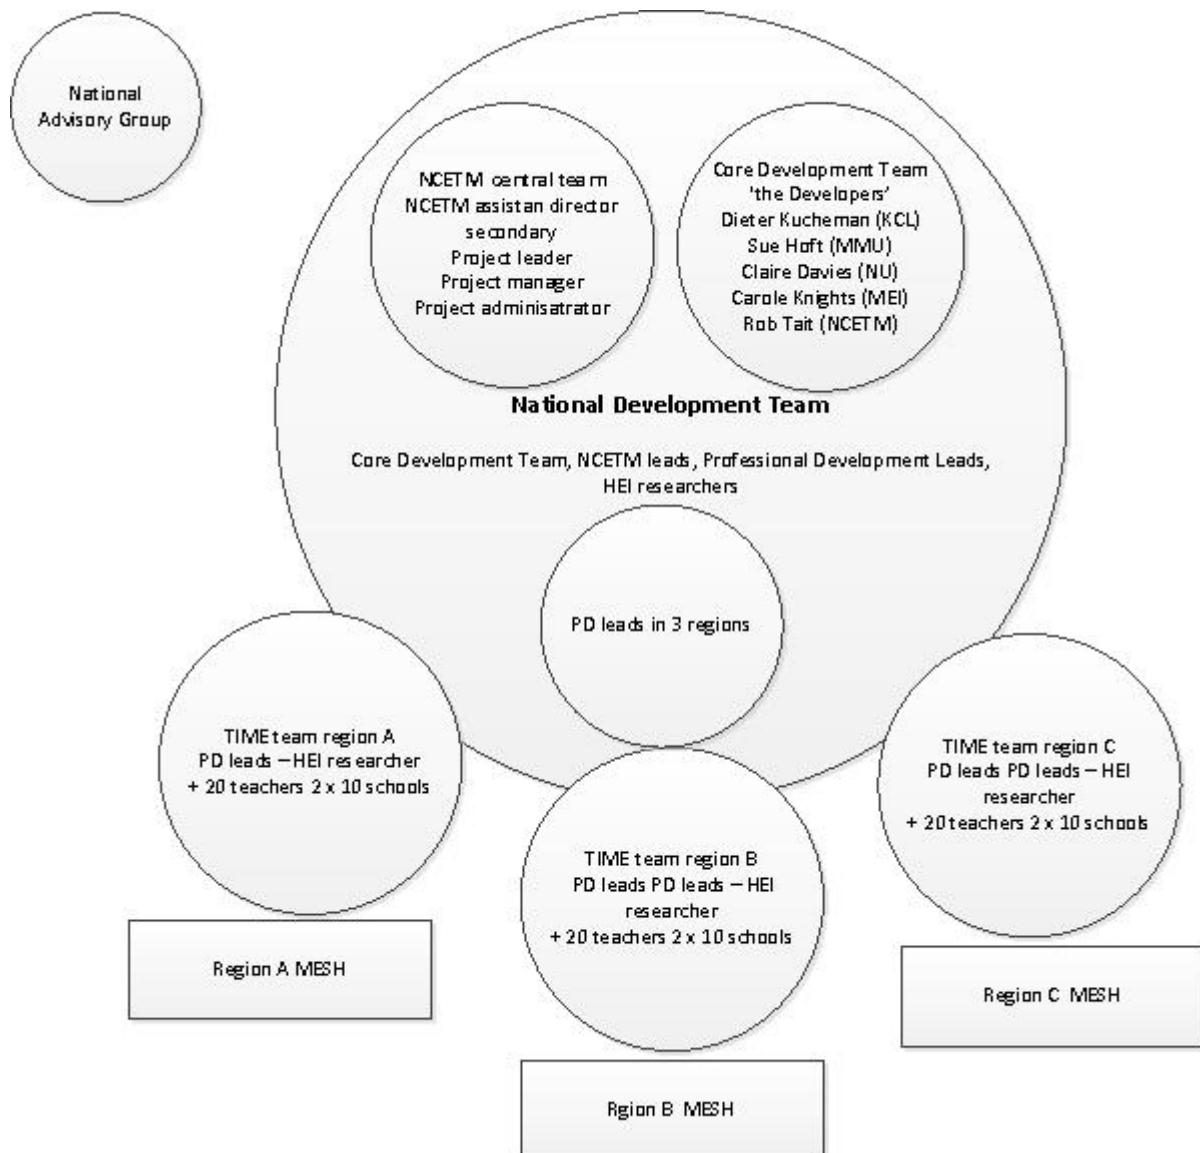 National
Advisory Group
NCETM central team
NCETM assistan director
secondary
Project leader
Project manager
Project adminisatrator
Core Development Team
'the Developers’
Dieter Kucheman (KCL)
Sue Hoft (MMU)
Claire Davies (NU)
Carole Knights (MEI)
Rob Tait (NCETM)
National Development Team
Core Development Team, NCETM leads, Professional Development Leads,
HEI researchers
PD leads in 3 regions
TIME team region A
PD leads – HEI researcher
+ 20 teachers 2 x 10 schools
TIME team region B
PD leads PD leads – HEI
researcher
+ 20 teachers 2 x 10 schools
TIME team region C
PD leads PD leads – HEI
researcher
+ 20 teachers 2 x 10 schools
Region A MESH
Rgion B MESH
Region C MESH